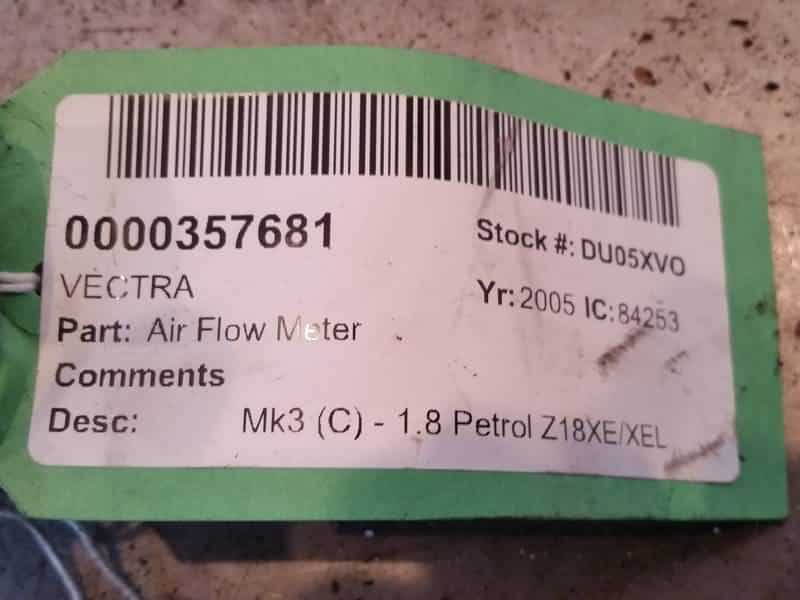 0000357681
Stock #: DU05XVO
VECTRA
Yr: 2005 IC: 84253
Part: Air Flow Meter
Comments
Desc: Mk3 (C) - 1.8 Petrol Z18XE/XEL